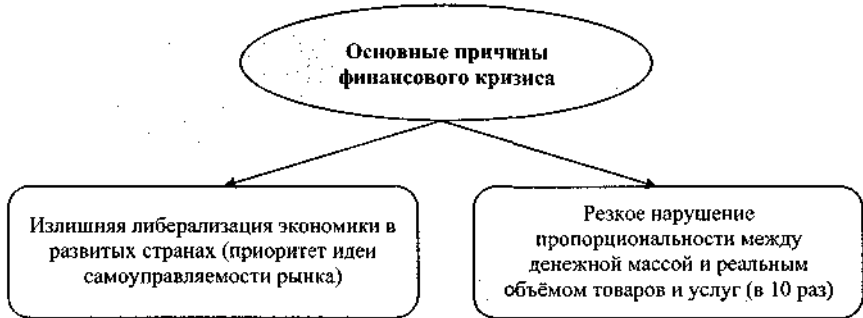 Основные причины
финансового кризиса
Излишняя либерализация экономики в
развитых странах (приоритет идеи
самоуправляемости рынка)
Резкое нарушение
пропорциональности между
денежной массой и реальным
объёмом товаров и услуг (в 10 раз)